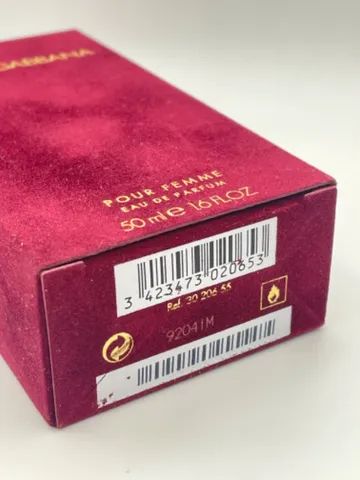 GABBANA
POUR FEMME
EAU DE PARFUM
50 ml e 1.6 FL.OZ
3 423473 020653
Ref. 30 206 55
92041M